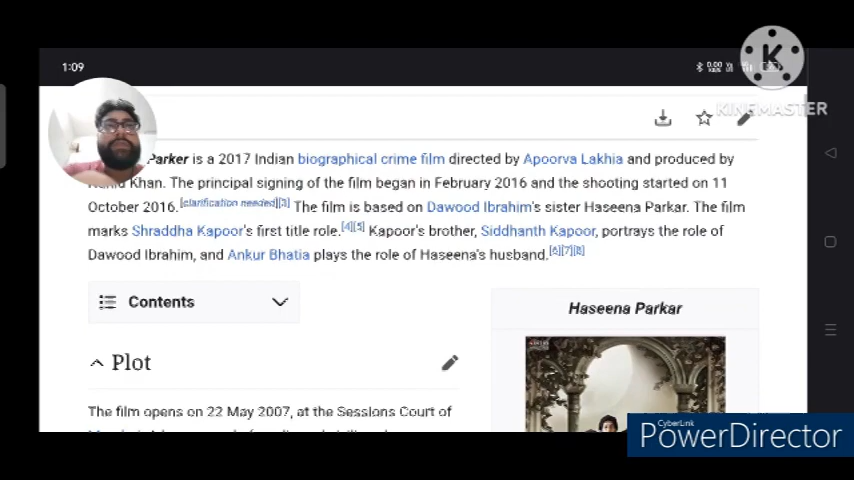 1:09
KINEMASTER
Parker is a 2017 Indian biographical crime film directed by Apoorva Lakhia and produced by
Khan. The principal signing of the film began in February 2016 and the shooting started on 11
October 2016.[clarification needed][3] The film is based on Dawood Ibrahim's sister Haseena Parkar. The film
marks Shraddha Kapoor's first title role.[4][5] Kapoor's brother, Siddhanth Kapoor, portrays the role of
Dawood Ibrahim, and Ankur Bhatia plays the role of Haseena's husband.[6][7][8]
Contents
Haseena Parkar
Plot
The film opens on 22 May 2007, at the Sessions Court of
CyberLink
PowerDirector